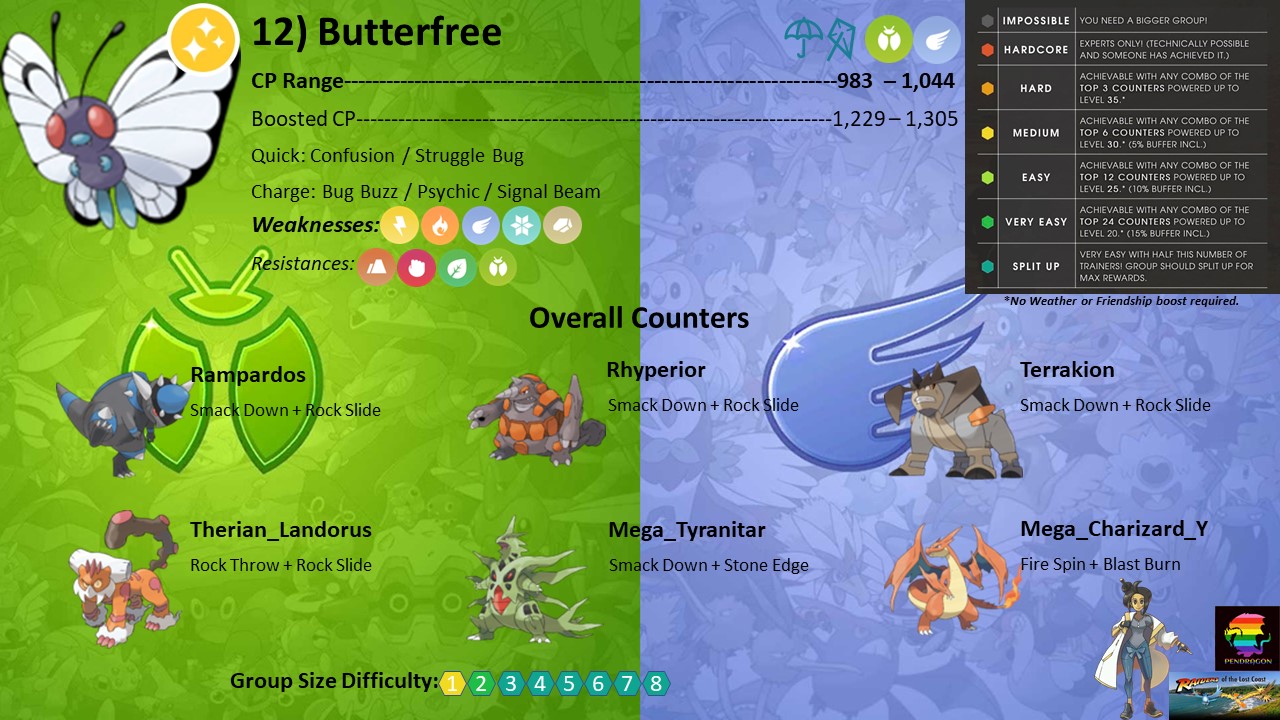 12) Butterfree
CP Range----------------------------------------------------------------------983 – 1,044
Boosted CP--------------------------------------------------------------------1,229 – 1,305
Quick: Confusion / Struggle Bug
Charge: Bug Buzz / Psychic / Signal Beam
Weaknesses:
Resistances:
IMPOSSIBLE YOU NEED A BIGGER GROUP!
HARDCORE EXPERTS ONLY! (TECHNICALLY POSSIBLE
AND SOMEONE HAS ACHIEVED IT.)
HARD ACHIEVABLE WITH ANY COMBO OF THE
TOP 3 COUNTERS POWERED UP TO
LEVEL 35.*
MEDIUM ACHIEVABLE WITH ANY COMBO OF THE
TOP 6 COUNTERS POWERED UP TO
LEVEL 30.* (5% BUFFER INCL.)
EASY ACHIEVABLE WITH ANY COMBO OF THE
TOP 12 COUNTERS POWERED UP TO
LEVEL 25.* (10% BUFFER INCL.)
VERY EASY ACHIEVABLE WITH ANY COMBO OF THE
TOP 24 COUNTERS POWERED UP TO
LEVEL 20.* (15% BUFFER INCL.)
SPLIT UP VERY EASY WITH HALF THIS NUMBER OF
TRAINERS! GROUP SHOULD SPLIT UP FOR
MAX REWARDS.
*No Weather or Friendship boost required.
Overall Counters
Rampardos
Smack Down + Rock Slide
Rhyperior
Smack Down + Rock Slide
Terrakion
Smack Down + Rock Slide
Therian_Landorus
Rock Throw + Rock Slide
Mega_Tyranitar
Smack Down + Stone Edge
Mega_Charizard_Y
Fire Spin + Blast Burn
Group Size Difficulty: 1 2 3 4 5 6 7 8
PENDRAGON
RAIDERS of the Lost Coast